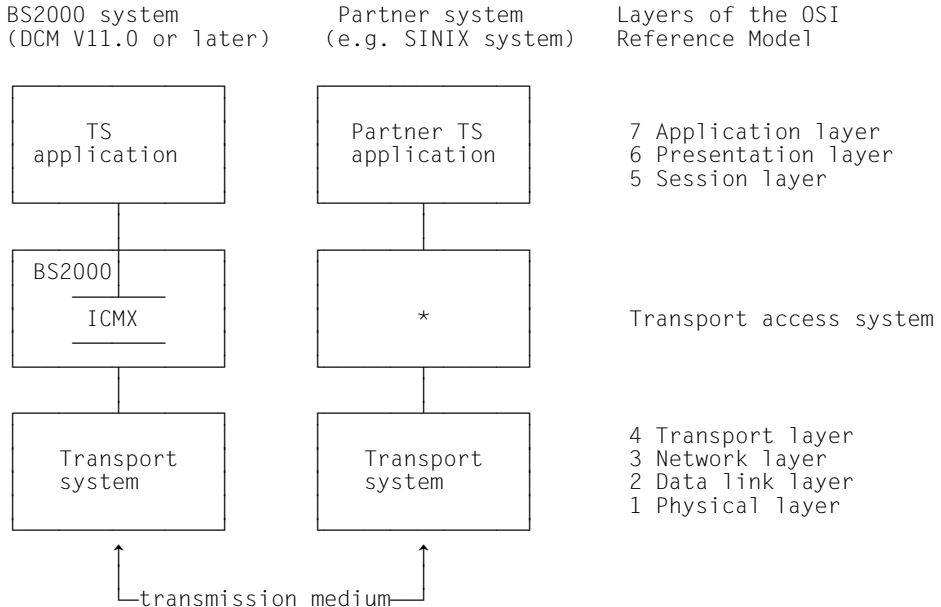 BS2000 system
(DCM V11.0 or later)
Partner system
(e.g. SINIX system)
Layers of the OSI
Reference Model
TS
application
Partner TS
application
7 Application layer
6 Presentation layer
5 Session layer
BS2000
ICMX
*
Transport access system
Transport
system
Transport
system
4 Transport layer
3 Network layer
2 Data link layer
1 Physical layer
transmission medium